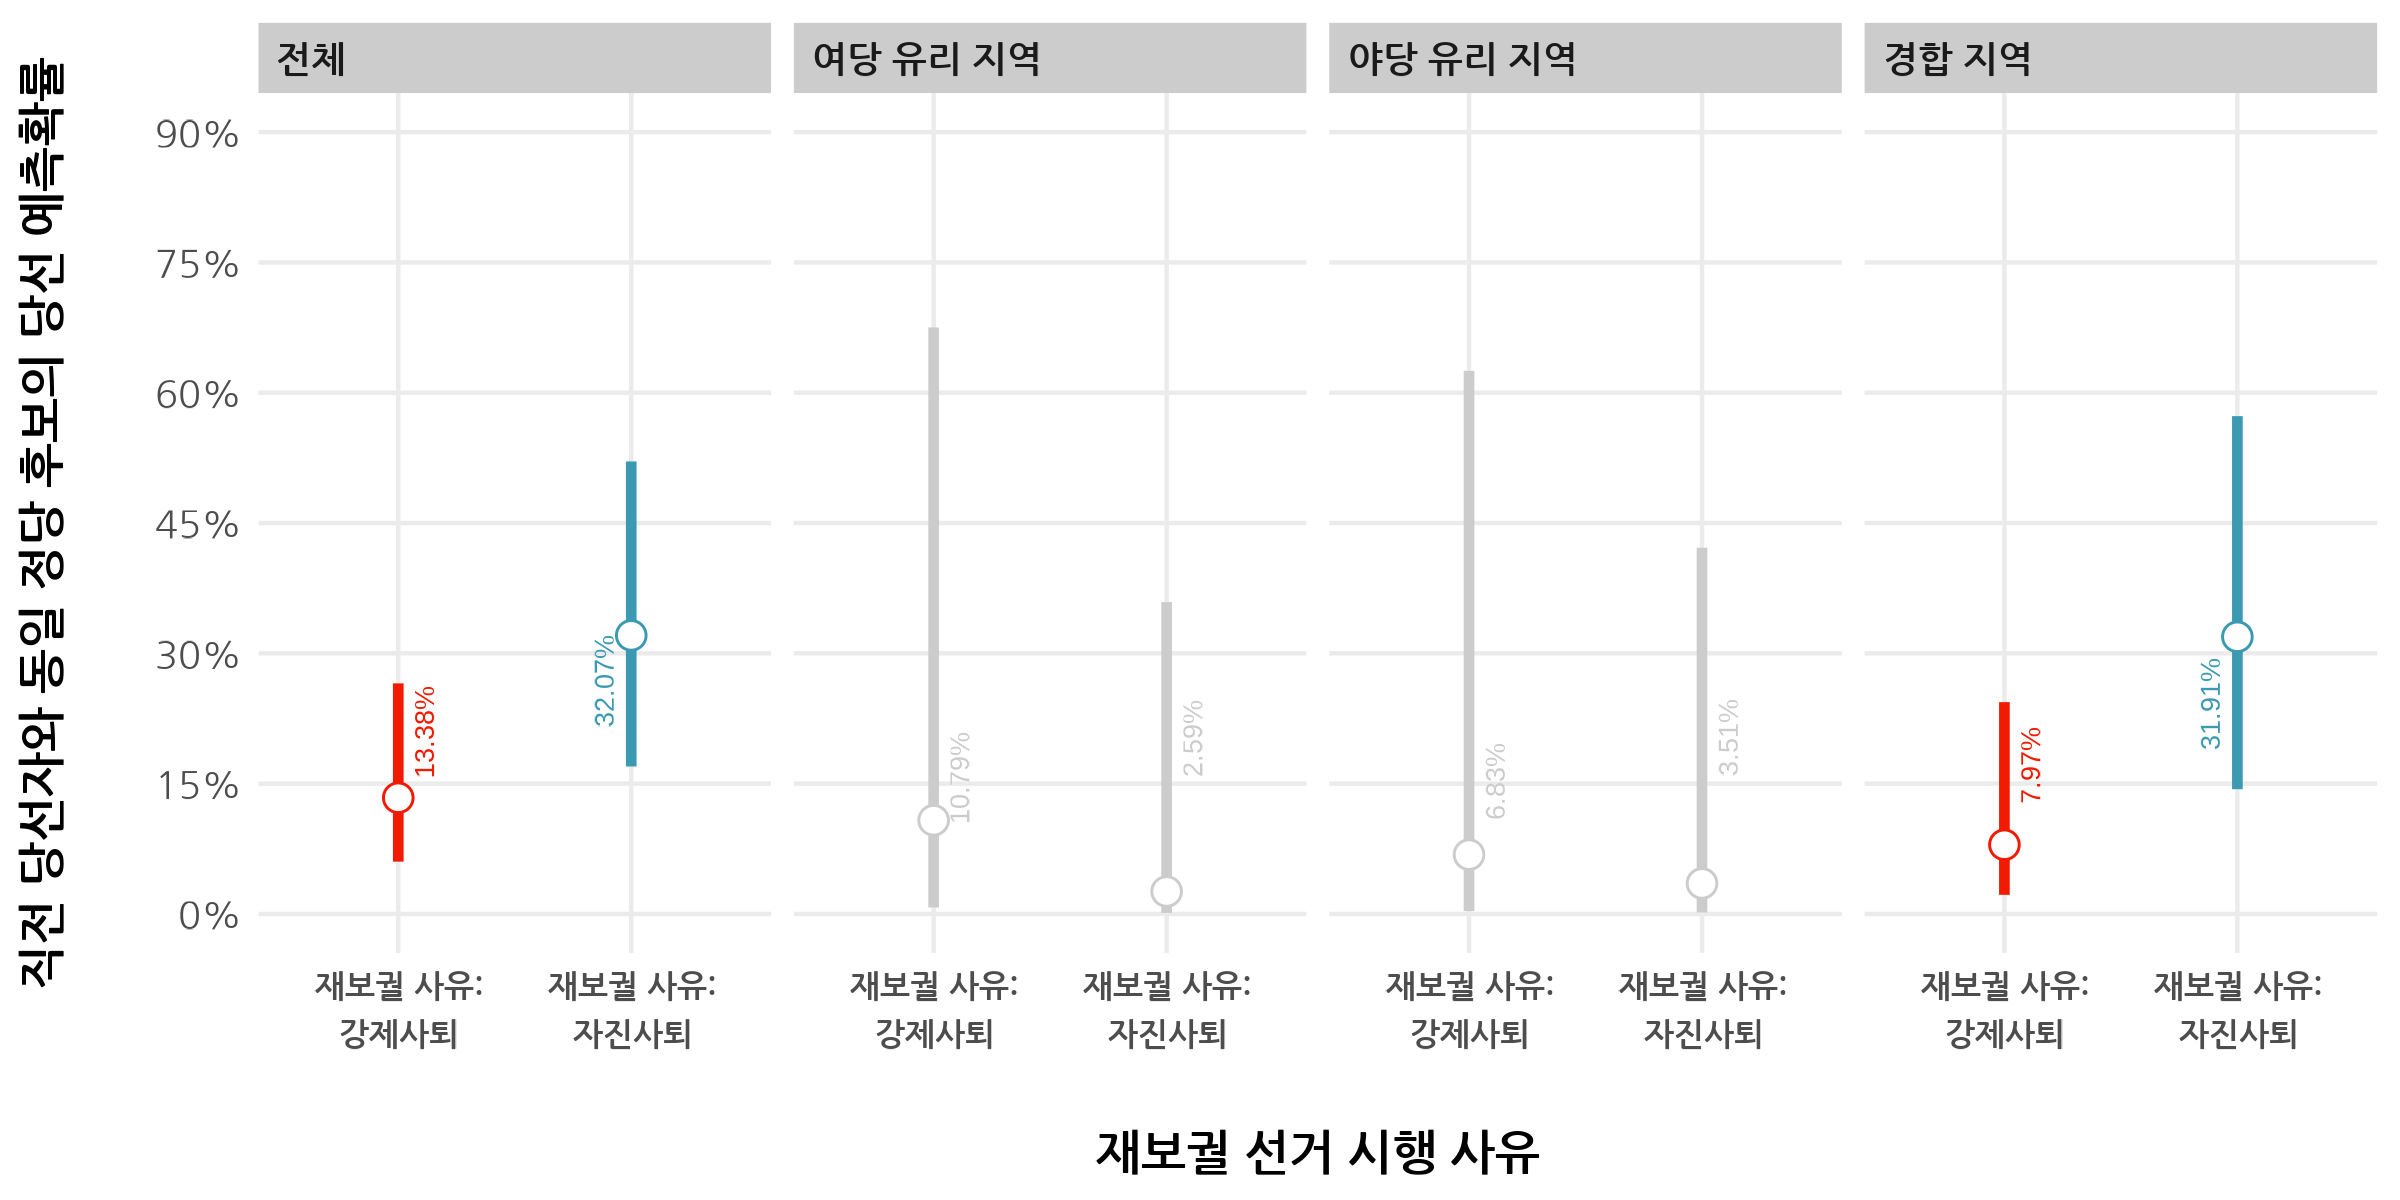 직전 당선자와 동일 정당 후보의 당선 예측확률
전체
여당 유리 지역
야당 유리 지역
경합 지역
90%
75%
60%
45%
30%
15%
0%
13.38%
32.07%
10.79%
2.59%
6.83%
3.51%
7.97%
31.91%
재보궐 사유:
강제사퇴
재보궐 사유:
자진사퇴
재보궐 사유:
강제사퇴
재보궐 사유:
자진사퇴
재보궐 사유:
강제사퇴
재보궐 사유:
자진사퇴
재보궐 사유:
강제사퇴
재보궐 사유:
자진사퇴
재보궐 선거 시행 사유